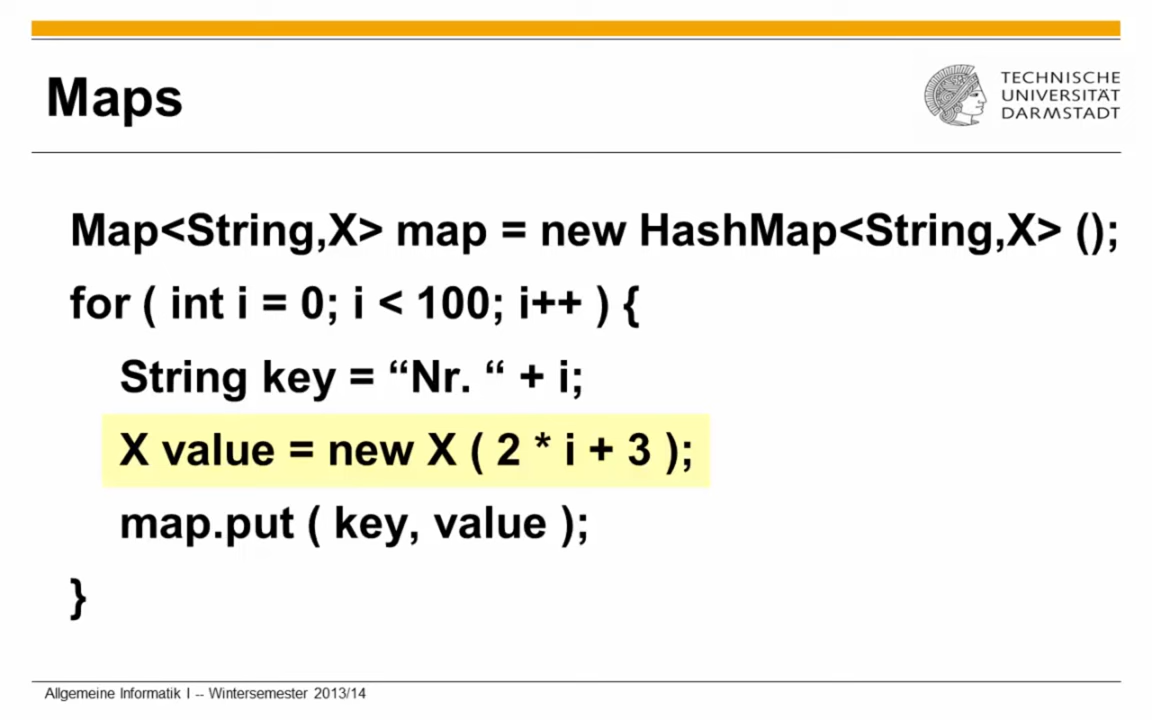 Maps
TECHNISCHE
UNIVERSITÄT
DARMSTADT
Map<String,X> map = new HashMap<String,X> ();
for ( int i = 0; i < 100; i++ ) {
String key = “Nr. “ + i;
X value = new X ( 2 * i + 3 );
map.put ( key, value );
}
Allgemeine Informatik I -- Wintersemester 2013/14